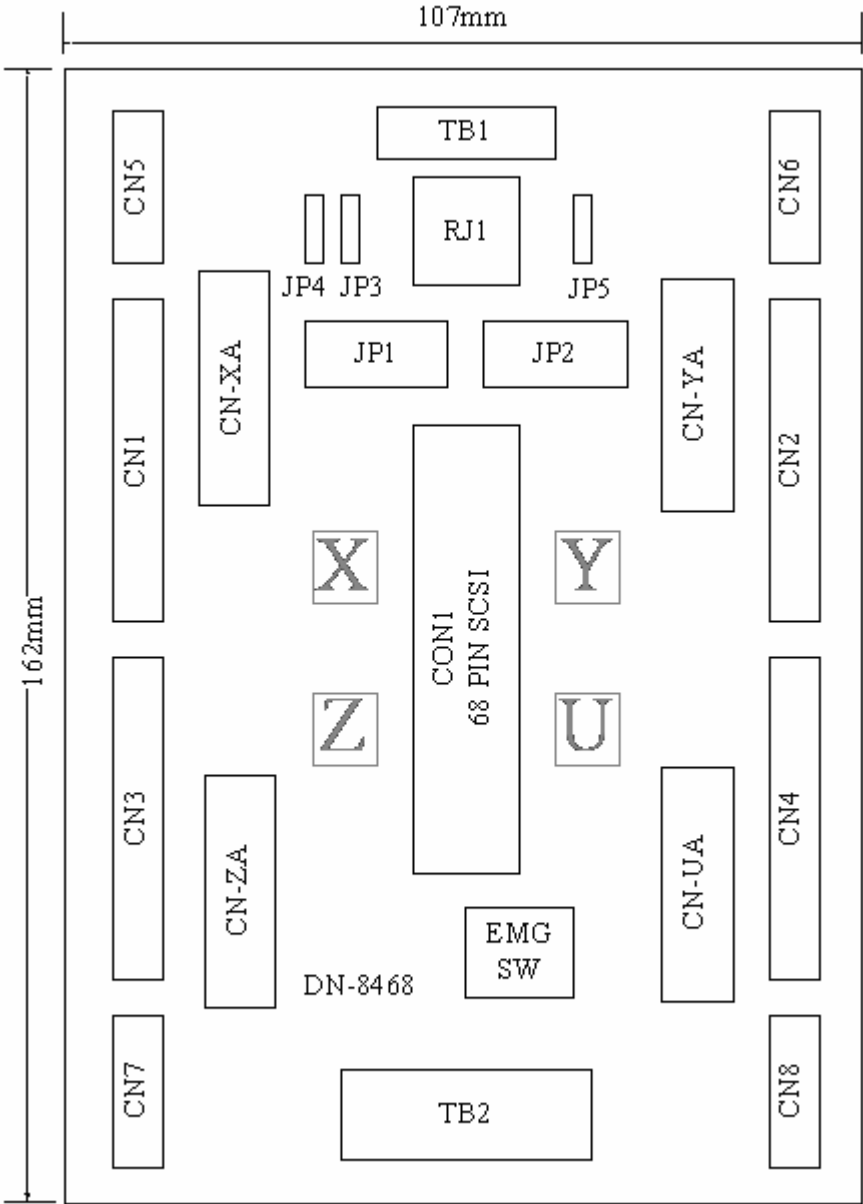 107mm
TB1
CN5
CN6
RJ1
JP4
JP3
JP5
JP1
JP2
CN-XA
CN-YA
CN1
CN2
X
Y
CON1
68 PIN SCSI
162mm
Z
U
CN3
CN4
CN-ZA
CN-UA
EMG
SW
DN-8468
CN7
CN8
TB2